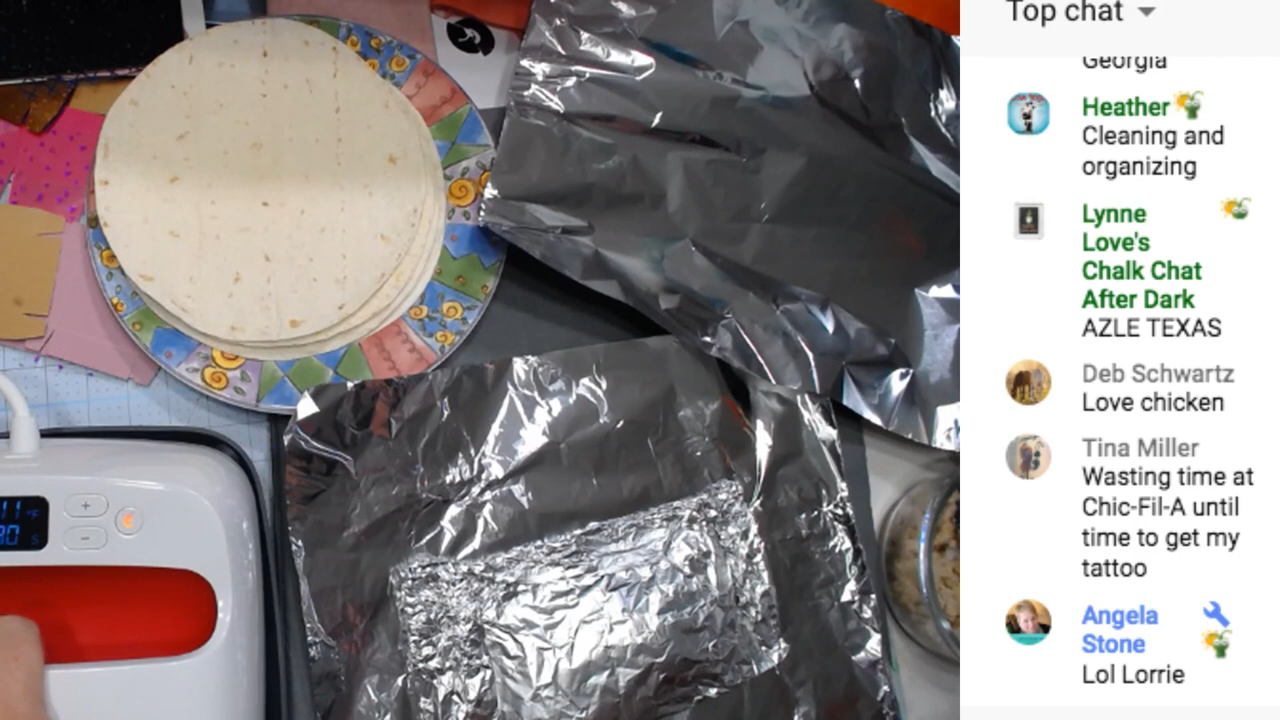 Top chat
Georgia
Heather
Cleaning and
organizing
Lynne
Love's
Chalk Chat
After Dark
AZLE TEXAS
Deb Schwartz
Love chicken
Tina Miller
Wasting time at
Chic-Fil-A until
time to get my
tattoo
Angela
Stone
Lol Lorrie